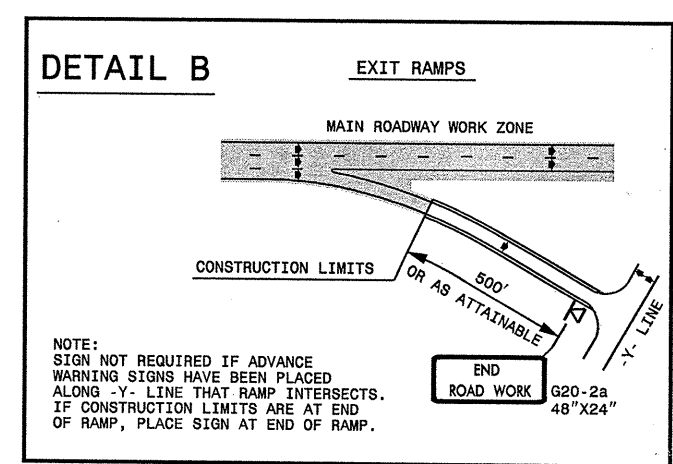 DETAIL B
EXIT RAMPS
MAIN ROADWAY WORK ZONE
CONSTRUCTION LIMITS
500'
OR AS ATTAINABLE
-Y- LINE
NOTE:
SIGN NOT REQUIRED IF ADVANCE
WARNING SIGNS HAVE BEEN PLACED
ALONG -Y- LINE THAT RAMP INTERSECTS.
IF CONSTRUCTION LIMITS ARE AT END
OF RAMP, PLACE SIGN AT END OF RAMP.
END
ROAD WORK
G20-2a
48"X24"